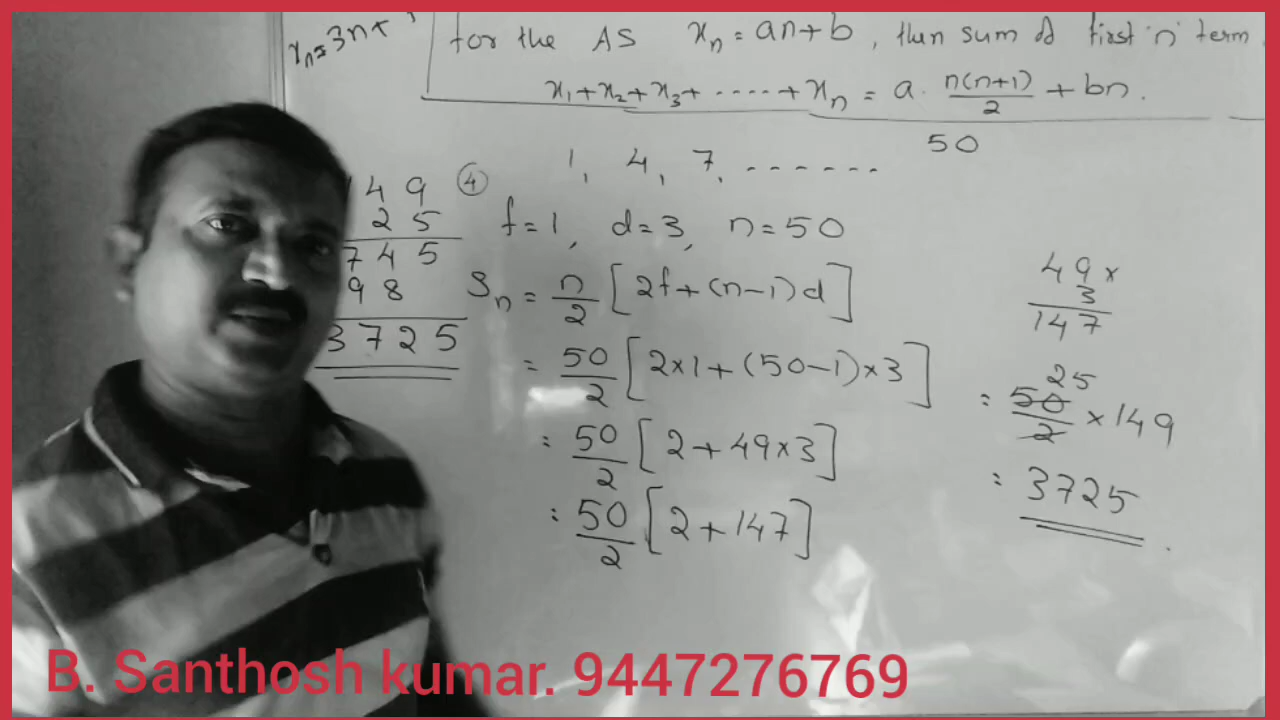 xₙ = 3n+
for the AS xₙ = an+b, then sum of first 'n' term
x₁+x₂+x₃+.....+xₙ = a. n(n+1)/2 + bn.
50
1, 4, 7, - - - - - -
④
149
25
745
98
3725
f=1, d=3, n=50
Sₙ = n/2 [2f+(n-1)d]
= 50/2 [2×1+(50-1)×3]
= 50/2 [2+49×3]
= 50/2 [2+147]
49×
3
147
25
= 50/2 ×149
= 3725
B. Santhosh kumar. 9447276769